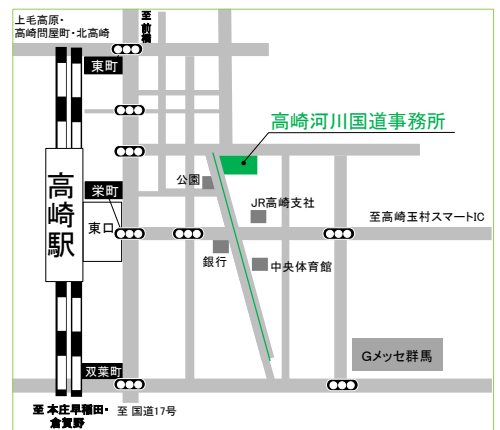 上毛高原・
高崎問屋町・北高崎
至 前橋
東町
高崎河川国道事務所
公園
栄町
JR高崎支社
高崎駅
東口
至高崎玉村スマートIC
銀行
中央体育館
Gメッセ群馬
双葉町
至 本庄早稲田・
倉賀野
至 国道17号